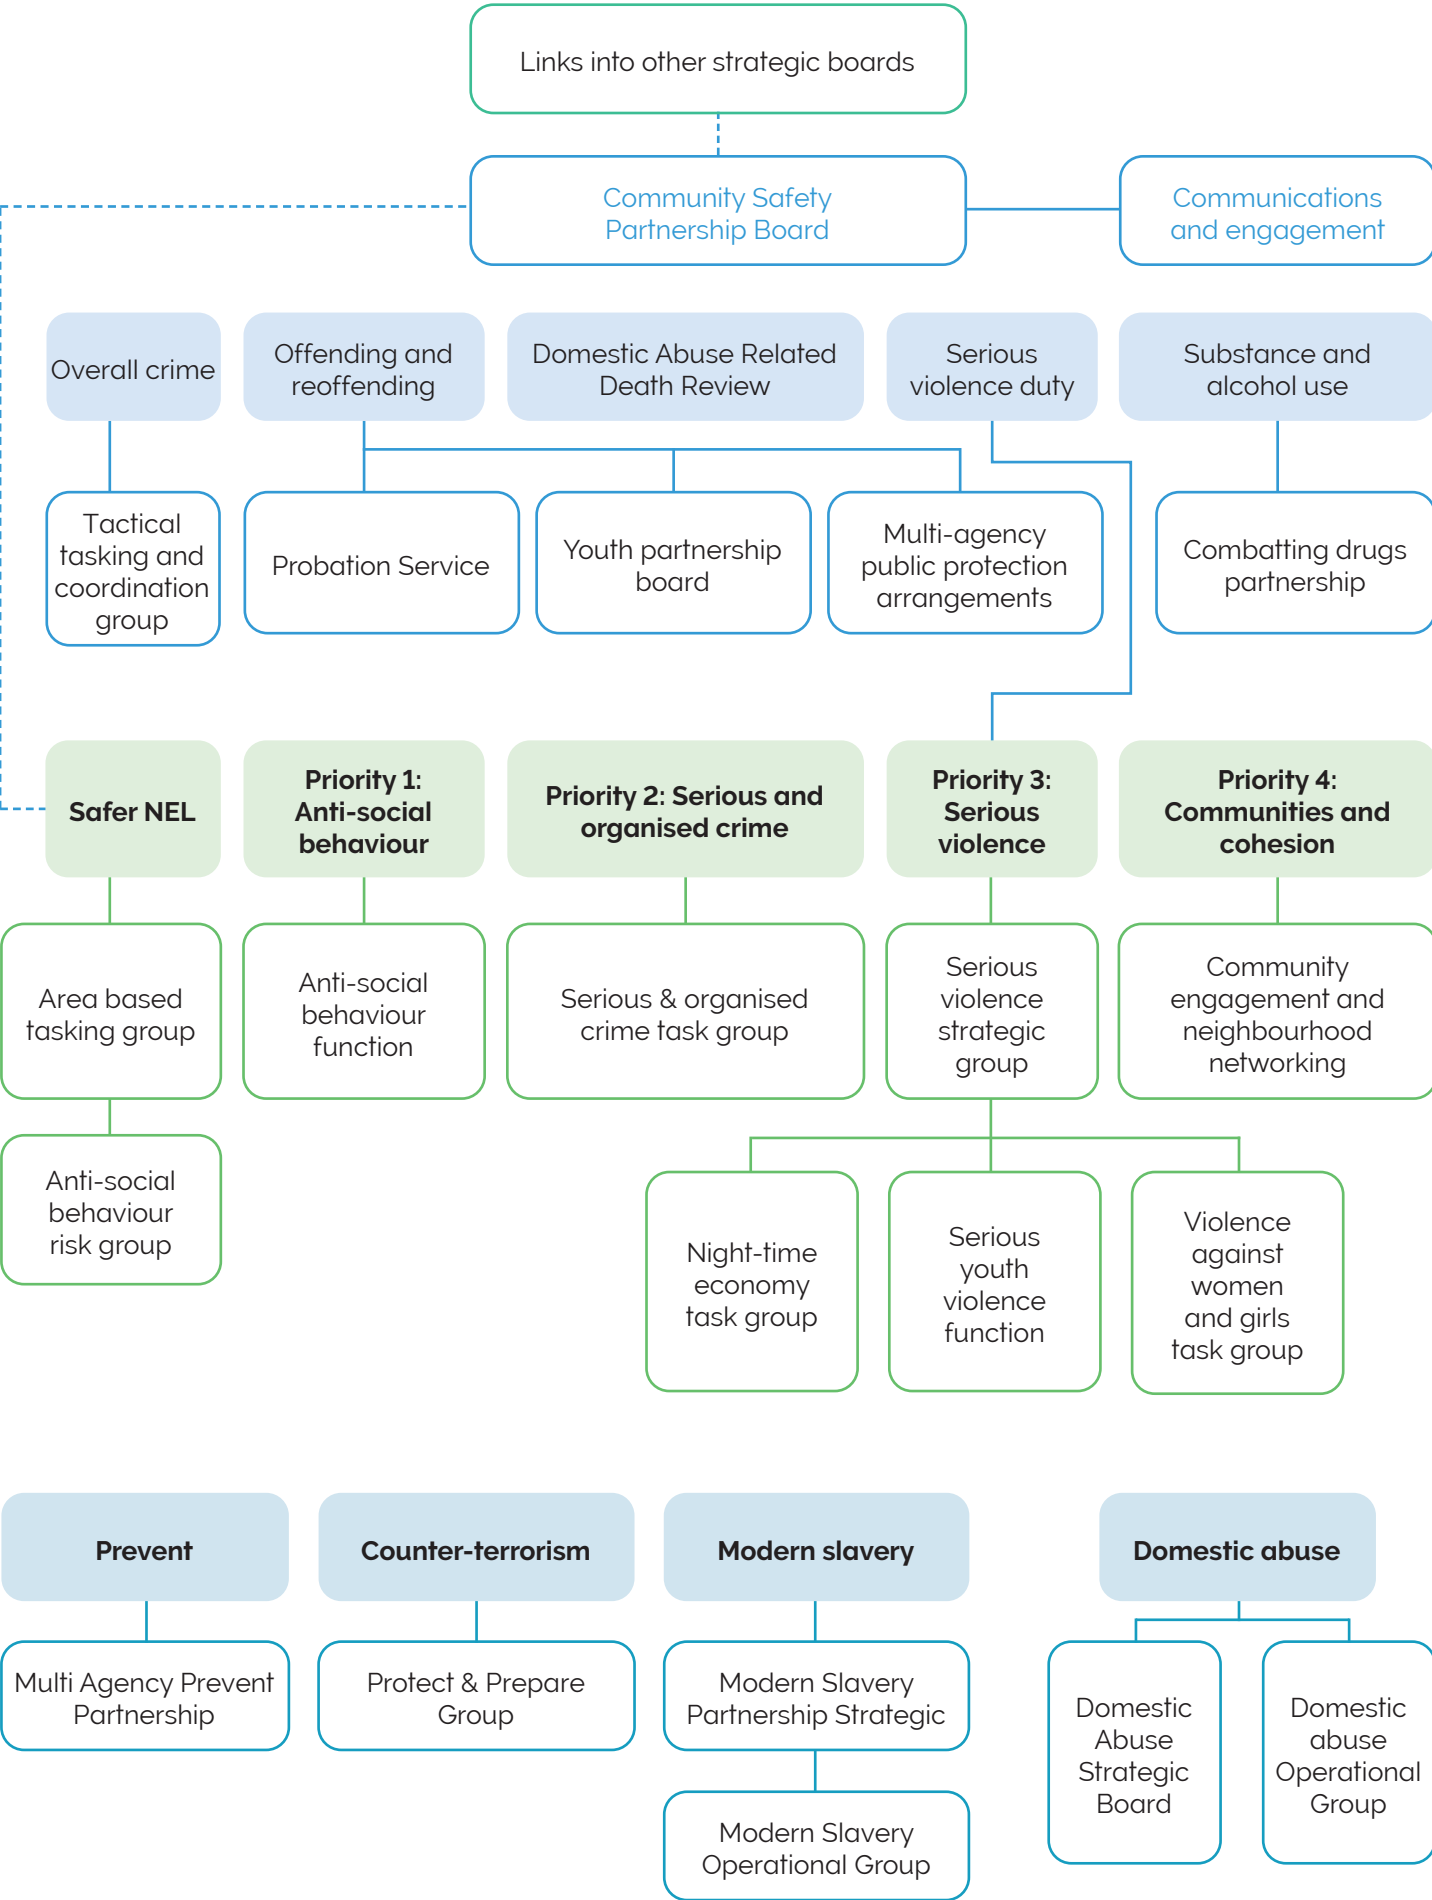 Links into other strategic boards
Community Safety
Partnership Board
Communications
and engagement
Overall crime
Offending and
reoffending
Domestic Abuse Related
Death Review
Serious
violence duty
Substance and
alcohol use
Tactical
tasking and
coordination
group
Probation Service
Youth partnership
board
Multi-agency
public protection
arrangements
Combatting drugs
partnership
Safer NEL
Priority 1:
Anti-social
behaviour
Priority 2: Serious and
organised crime
Priority 3:
Serious
violence
Priority 4:
Communities and
cohesion
Area based
tasking group
Anti-social
behaviour
function
Serious & organised
crime task group
Serious
violence
strategic
group
Community
engagement and
neighbourhood
networking
Anti-social
behaviour
risk group
Night-time
economy
task group
Serious
youth
violence
function
Violence
against
women
and girls
task group
Prevent
Counter-terrorism
Modern slavery
Domestic abuse
Multi Agency Prevent
Partnership
Protect & Prepare
Group
Modern Slavery
Partnership Strategic
Domestic
Abuse
Strategic
Board
Domestic
abuse
Operational
Group
Modern Slavery
Operational Group